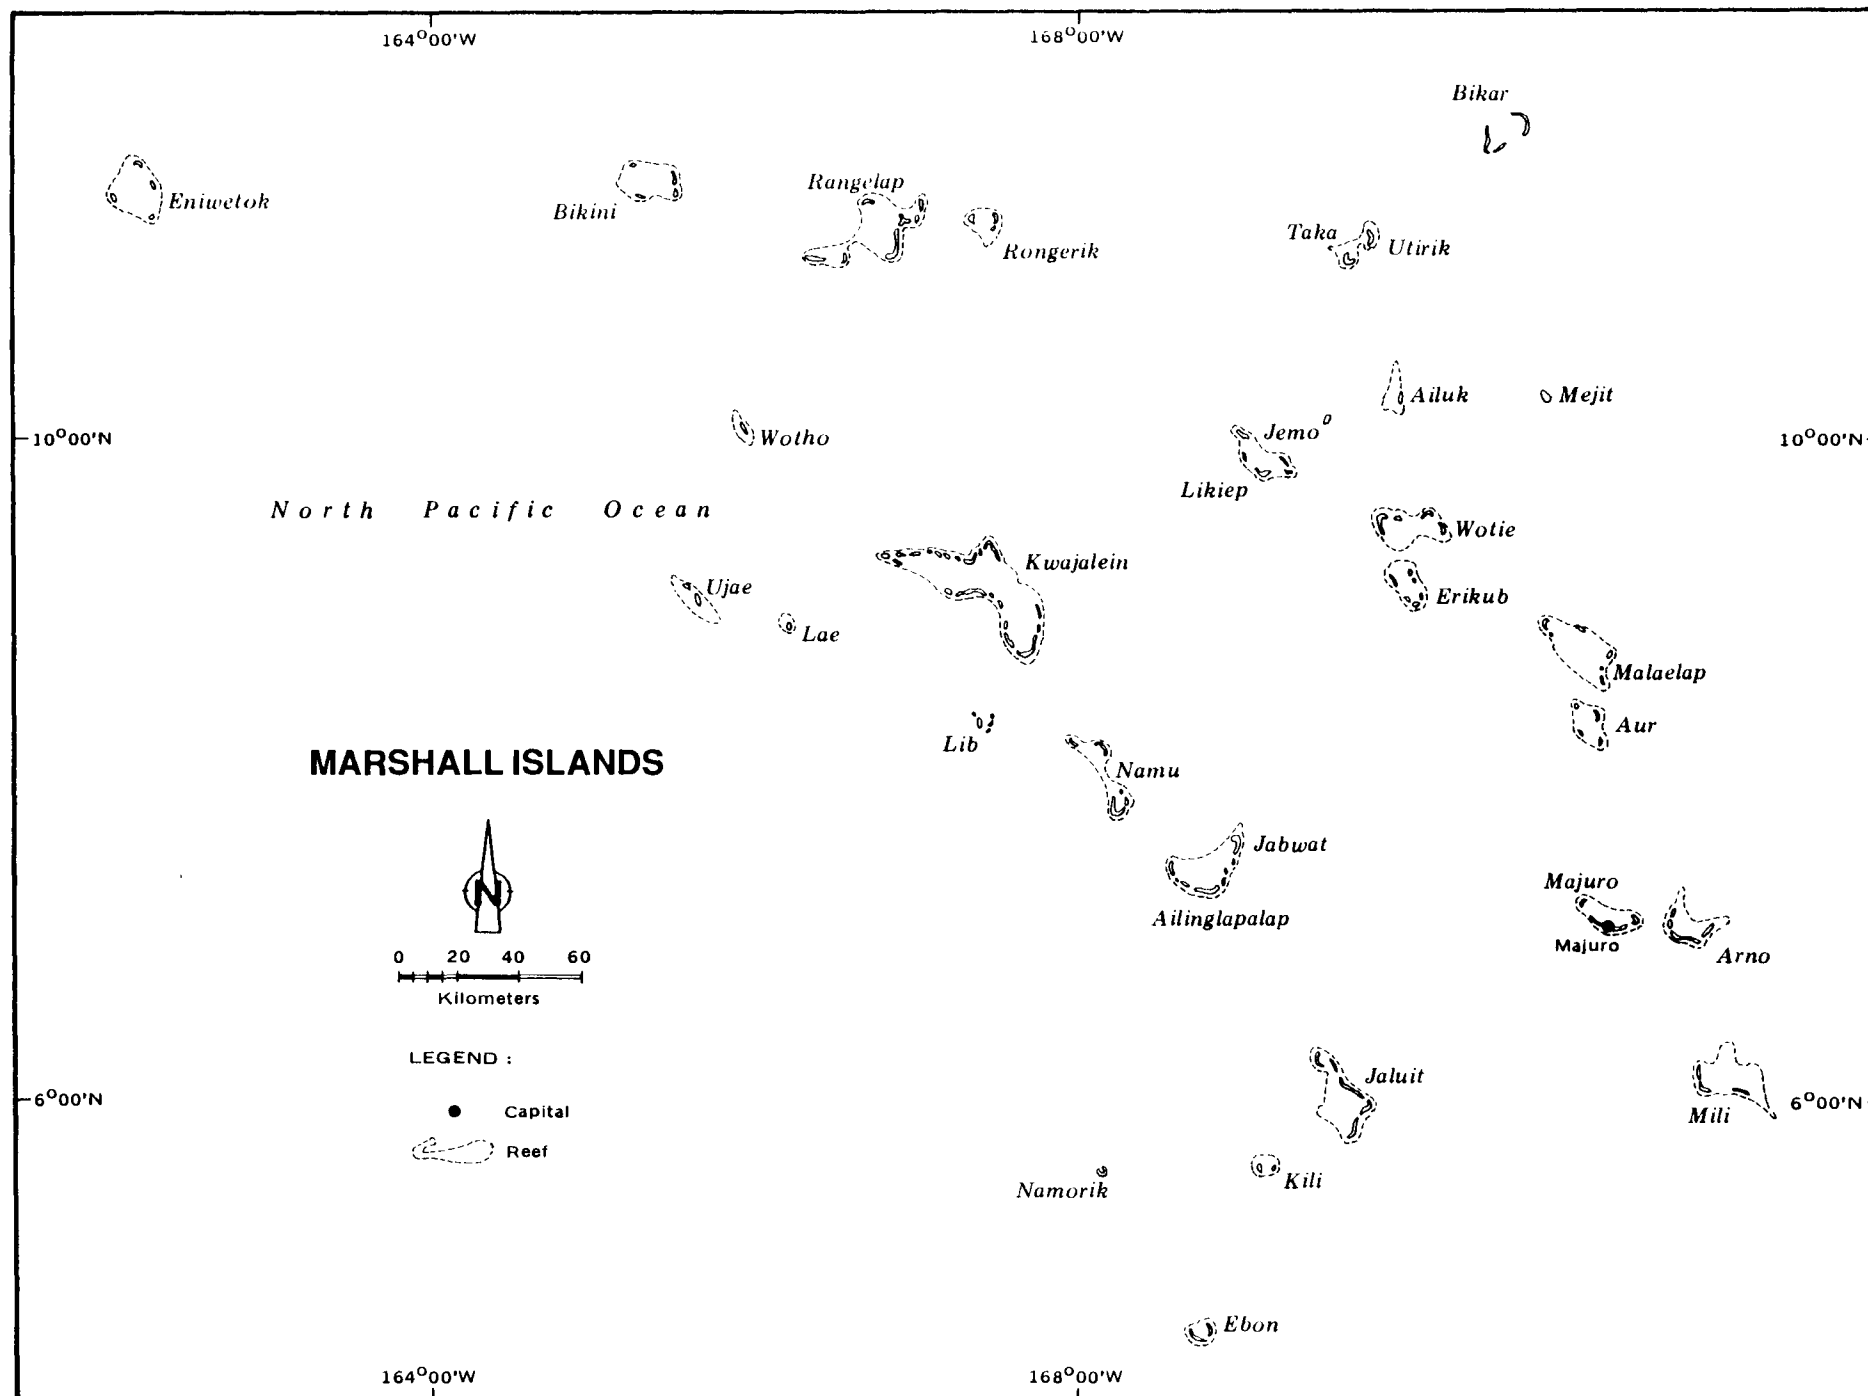 164°00'W
168°00'W
Bikar
Eniwetok
Bikini
Rangelap
Rongerik
Taka
Utirik
Ailuk
Mejit
10°00'N
Wotho
Jemo
10°00'N
Likiep
North Pacific Ocean
Wotie
Kwajalein
Ujae
Erikub
Lae
Malaelap
Lib
Aur
MARSHALL ISLANDS
Namu
Jabwat
N
Majuro
Ailinglapalap
Majuro
Arno
0 20 40 60
Kilometers
LEGEND :
Jaluit
6°00'N
6°00'N
Capital
Mili
Reef
Kili
Namorik
Ebon
164°00'W
168°00'W